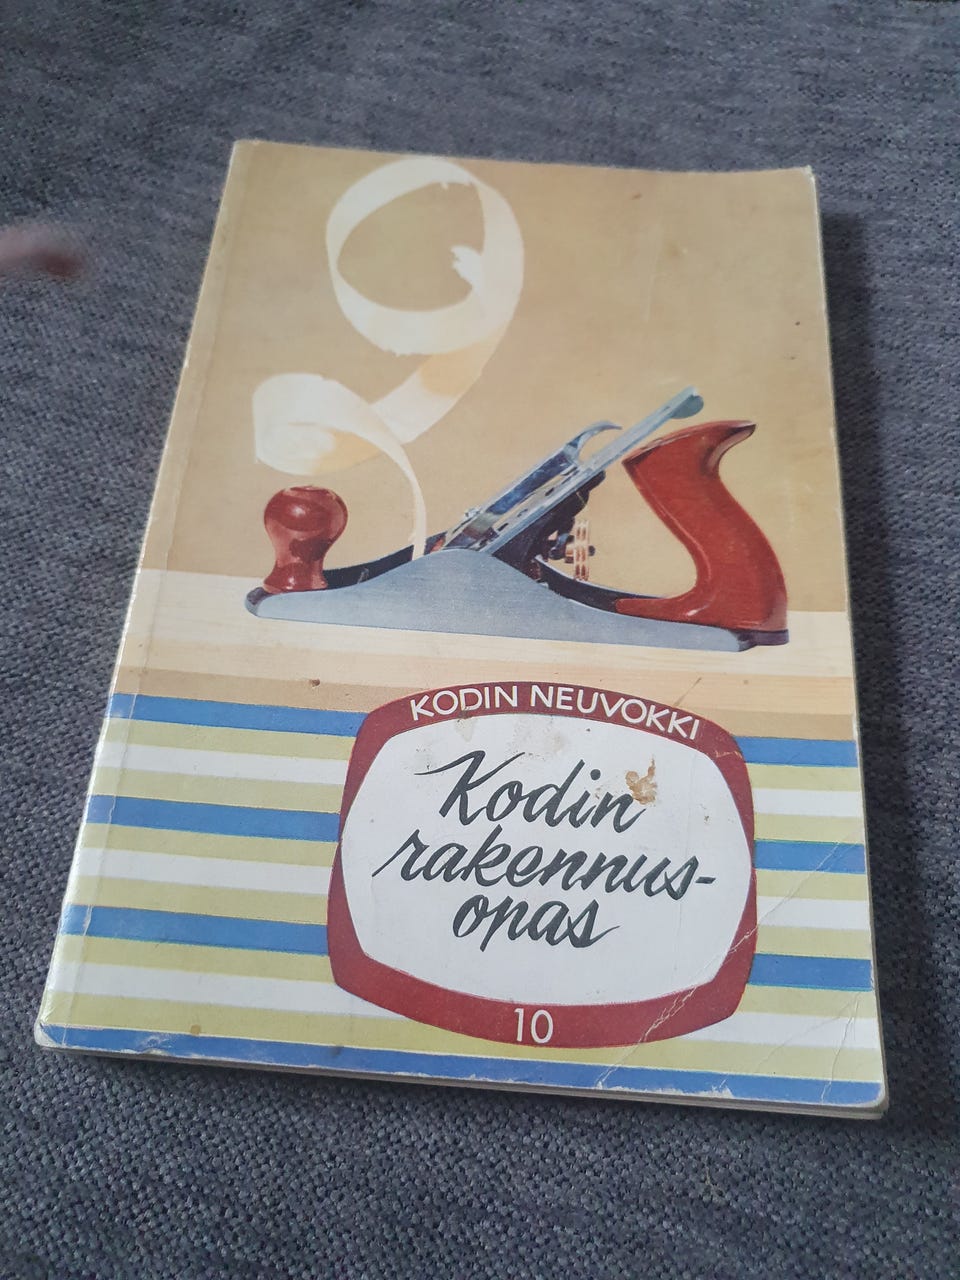 KODIN NEUVOKKI
Kodin
rakennus-
opas
10